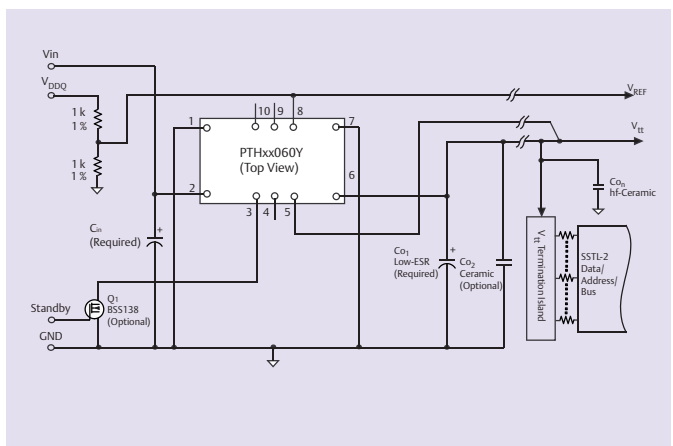 Vin
VDDQ
1 k
1 %
1 k
1 %
VREF
Vtt
10
9
8
7
1
PTHxx060Y
(Top View)
2
6
3
4
5
Cin
(Required)
+
Co1
Low-ESR
(Required)
+
Co2
Ceramic
(Optional)
Con
hf-Ceramic
Vtt Termination Island
SSTL-2
Data/
Address/
Bus
Standby
Q1
BSS138
(Optional)
GND